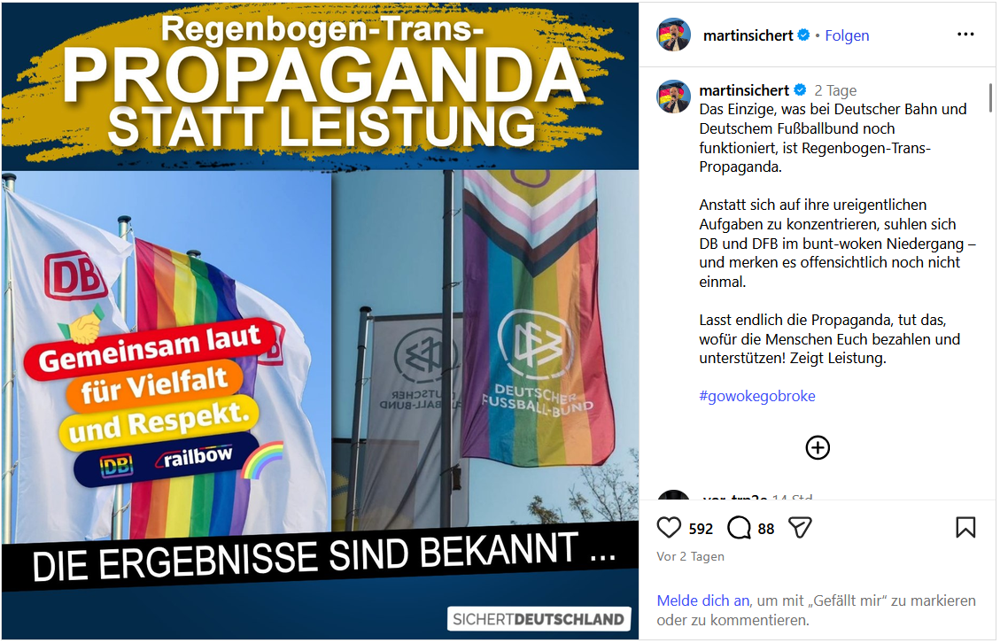 Regenbogen-Trans-
PROPAGANDA
STATT LEISTUNG
DB
Gemeinsam laut
für Vielfalt
und Respekt.
DB railbow
DEUTSCHER
FUSSBALL-BUND
DEUTSCHER
FUSSBALL-BUND
DIE ERGEBNISSE SIND BEKANNT ...
SICHERTDEUTSCHLAND
martinsichert • Folgen
martinsichert 2 Tage
Das Einzige, was bei Deutscher Bahn und
Deutschem Fußballbund noch
funktioniert, ist Regenbogen-Trans-
Propaganda.
Anstatt sich auf ihre ureigentlichen
Aufgaben zu konzentrieren, suhlen sich
DB und DFB im bunt-woken Niedergang –
und merken es offensichtlich noch nicht
einmal.
Lasst endlich die Propaganda, tut das,
wofür die Menschen Euch bezahlen und
unterstützen! Zeigt Leistung.
#gowokegobroke
592 88
Vor 2 Tagen
Melde dich an, um mit „Gefällt mir“ zu markieren
oder zu kommentieren.